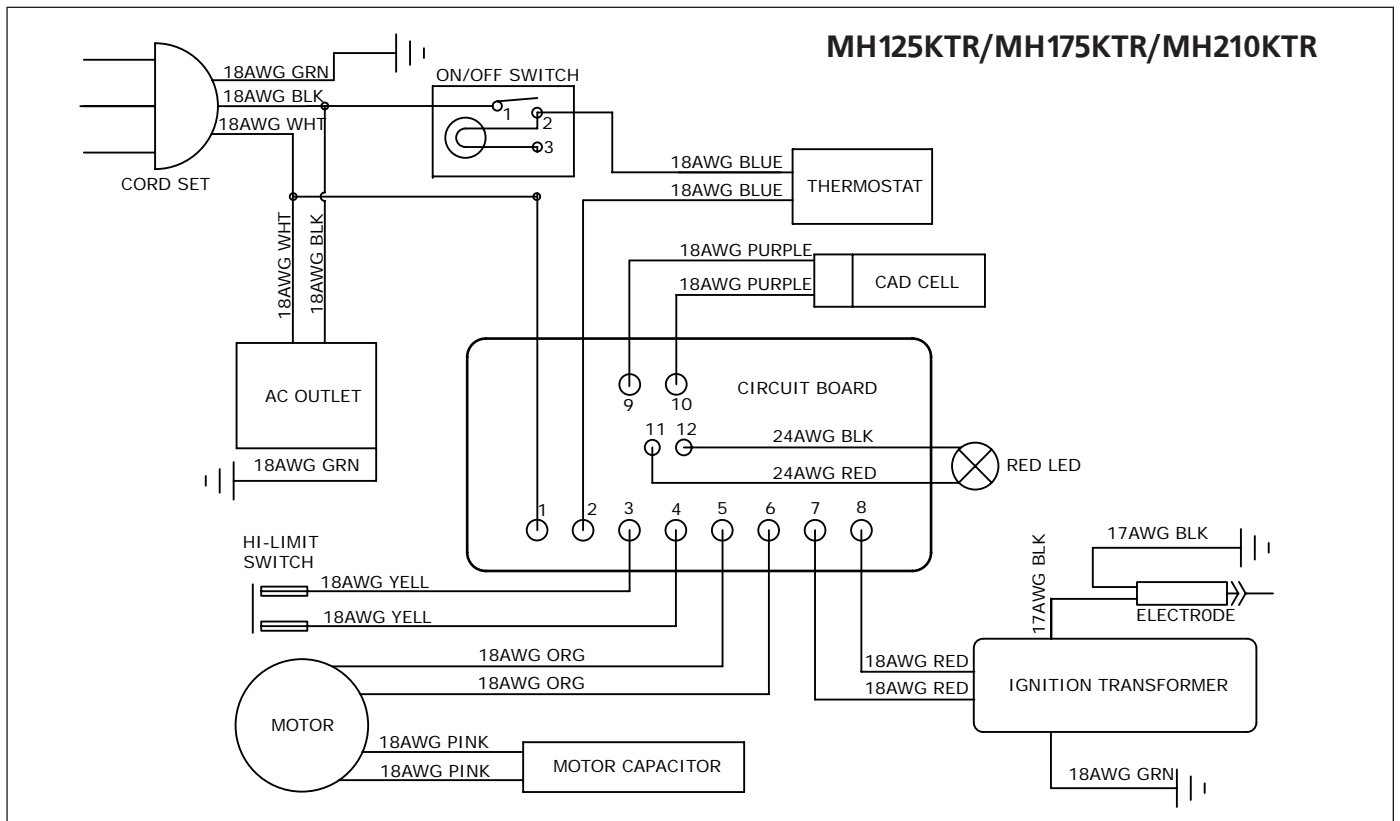 MH125KTR/MH175KTR/MH210KTR
18AWG GRN
18AWG BLK
18AWG WHT
CORD SET
ON/OFF SWITCH
1
2
3
18AWG BLUE
18AWG BLUE
THERMOSTAT
18AWG PURPLE
18AWG PURPLE
CAD CELL
18AWG WHT
18AWG BLK
AC OUTLET
18AWG GRN
CIRCUIT BOARD
9
10
11
12
24AWG BLK
24AWG RED
RED LED
1
2
3
4
5
6
7
8
HI-LIMIT
SWITCH
18AWG YELL
18AWG YELL
17AWG BLK
17AWG BLK
ELECTRODE
18AWG ORG
18AWG ORG
MOTOR
18AWG PINK
18AWG PINK
MOTOR CAPACITOR
18AWG RED
18AWG RED
IGNITION TRANSFORMER
18AWG GRN